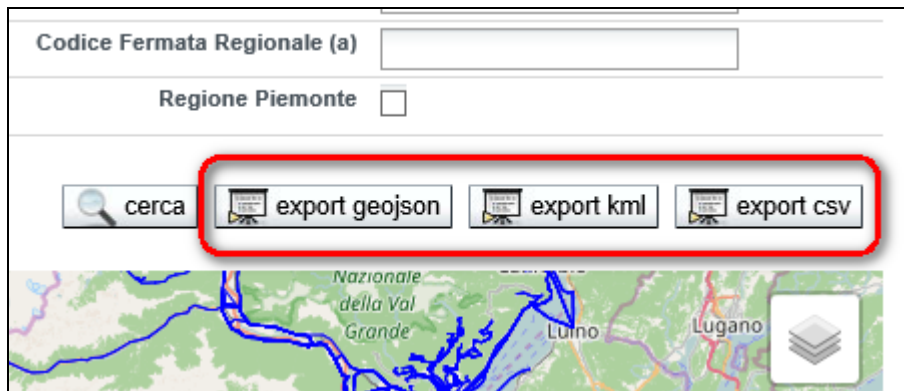 Codice Fermata Regionale (a)
Regione Piemonte
cerca export geojson export kml export csv
Nazionale
della Val
Grande
Luino
Lugano